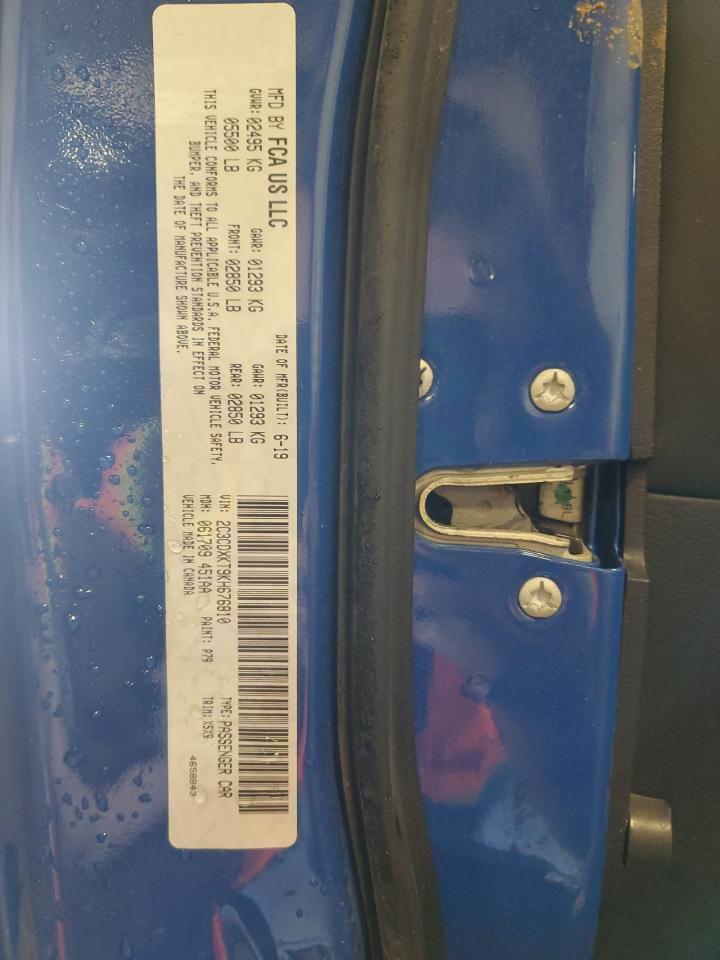 MFD BY FCA US LLC
DATE OF MFR(BUILT): 6-19
GVWR: 02495 KG GAWR: 01293 KG GAWR: 01293 KG
05500 LB FRONT: 02850 LB REAR: 02850 LB
THIS VEHICLE CONFORMS TO ALL APPLICABLE U.S.A. FEDERAL MOTOR VEHICLE SAFETY,
BUMPER, AND THEFT PREVENTION STANDARDS IN EFFECT ON
THE DATE OF MANUFACTURE SHOWN ABOVE.
VIN: 2C3CDXKT9KH676810 TYPE: PASSENGER CAR
MDH: 061709 451AA PAINT: P79 TRIM: X5X9
VEHICLE MADE IN CANADA 4658843